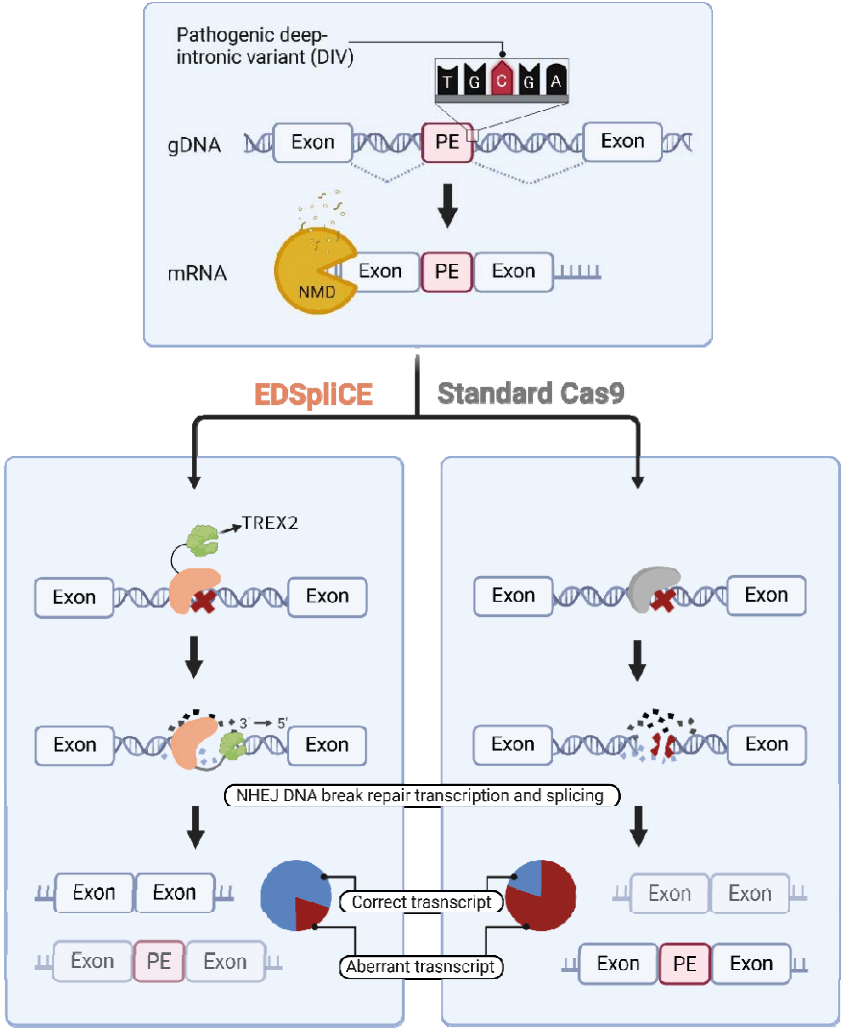 Pathogenic deep-
intronic variant (DIV)
T G C G A
gDNA
Exon PE Exon
mRNA
NMD
Exon PE Exon
EDSpliCE
Standard Cas9
TREX2
Exon Exon
Exon Exon
3' 5'
Exon Exon
Exon Exon
NHEJ DNA break repair transcription and splicing
Exon Exon
Correct trasnscript
Exon Exon
Exon PE Exon
Aberrant trasnscript
Exon PE Exon